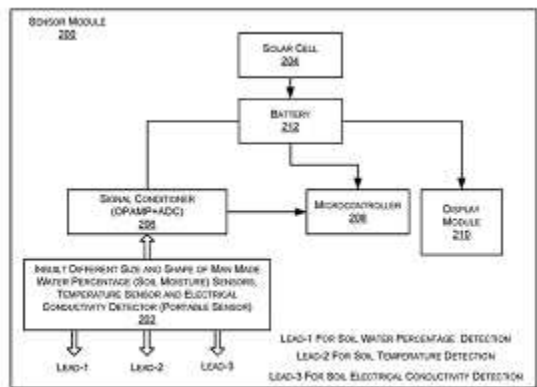 SENSOR MODULE
200
SOLAR CELL
204
BATTERY
212
SIGNAL CONDITIONER
(OPAMP+ADC)
206
MICROCONTROLLER
208
DISPLAY
MODULE
210
INBUILT DIFFERENT SIZE AND SHAPE OF MAN MADE
WATER PERCENTAGE (SOIL MOISTURE) SENSORS,
TEMPERATURE SENSOR AND ELECTRICAL
CONDUCTIVITY DETECTOR (PORTABLE SENSOR)
202
LEAD-1 LEAD-2 LEAD-3
LEAD-1 FOR SOIL WATER PERCENTAGE DETECTION
LEAD-2 FOR SOIL TEMPERATURE DETECTION
LEAD-3 FOR SOIL ELECTRICAL CONDUCTIVITY DETECTION